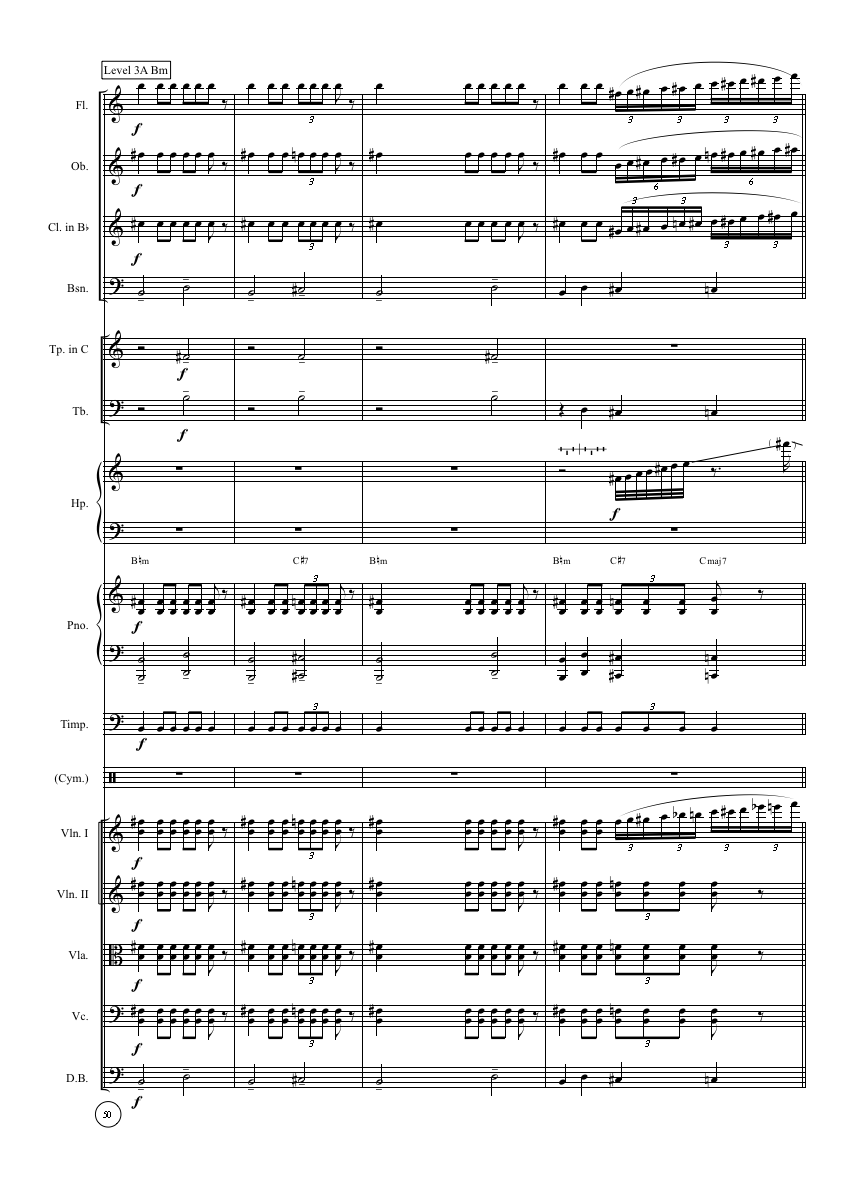 Level 3A Bm
Fl.
f
3 3 3 3 3
Ob.
f
3 6 6
Cl. in B♭
f
3 3 3 3 3
Bsn.
Tp. in C
f
Tb.
f
Hp.
f
B♮m C♯7 B♮m B♮m C♯7 Cmaj7
Pno.
f
3 3
Timp.
f
3 3
(Cym.)
Vln. I
f
3 3 3 3 3
Vln. II
f
3 3
Vla.
f
3 3
Vc.
f
3 3
D.B.
f
50